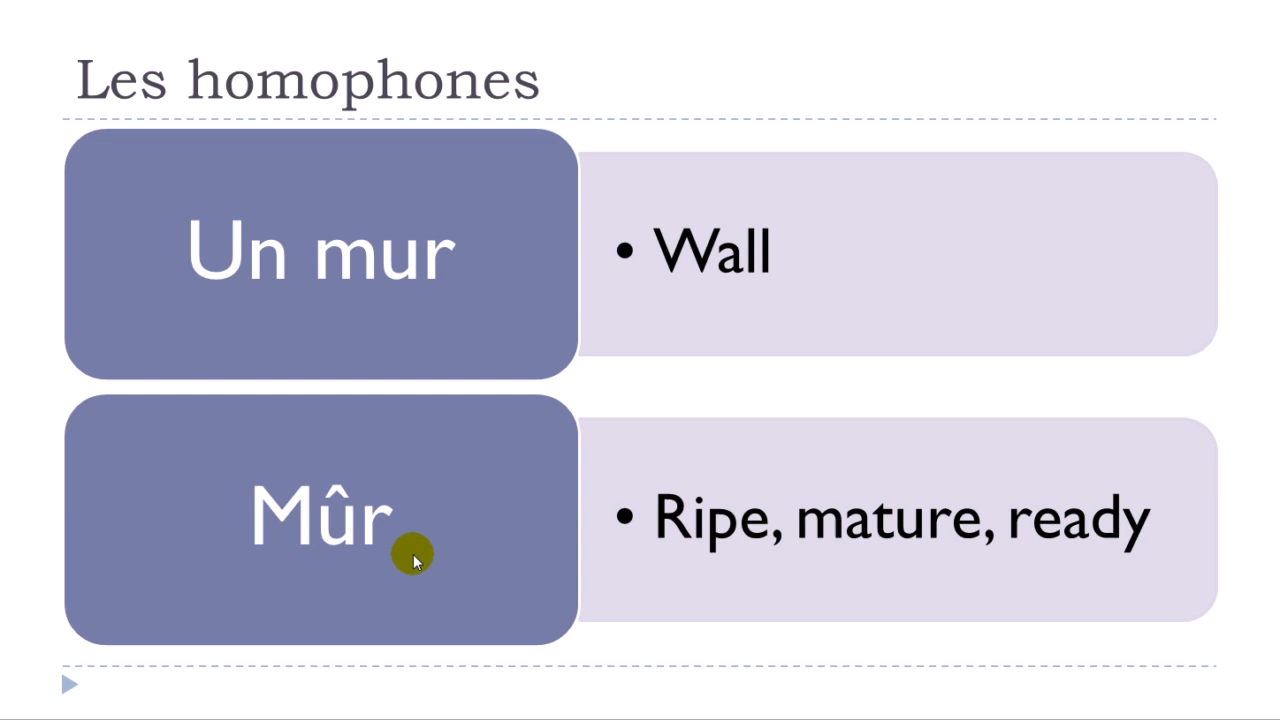 Les homophones
Un mur
• Wall
Mûr
• Ripe, mature, ready